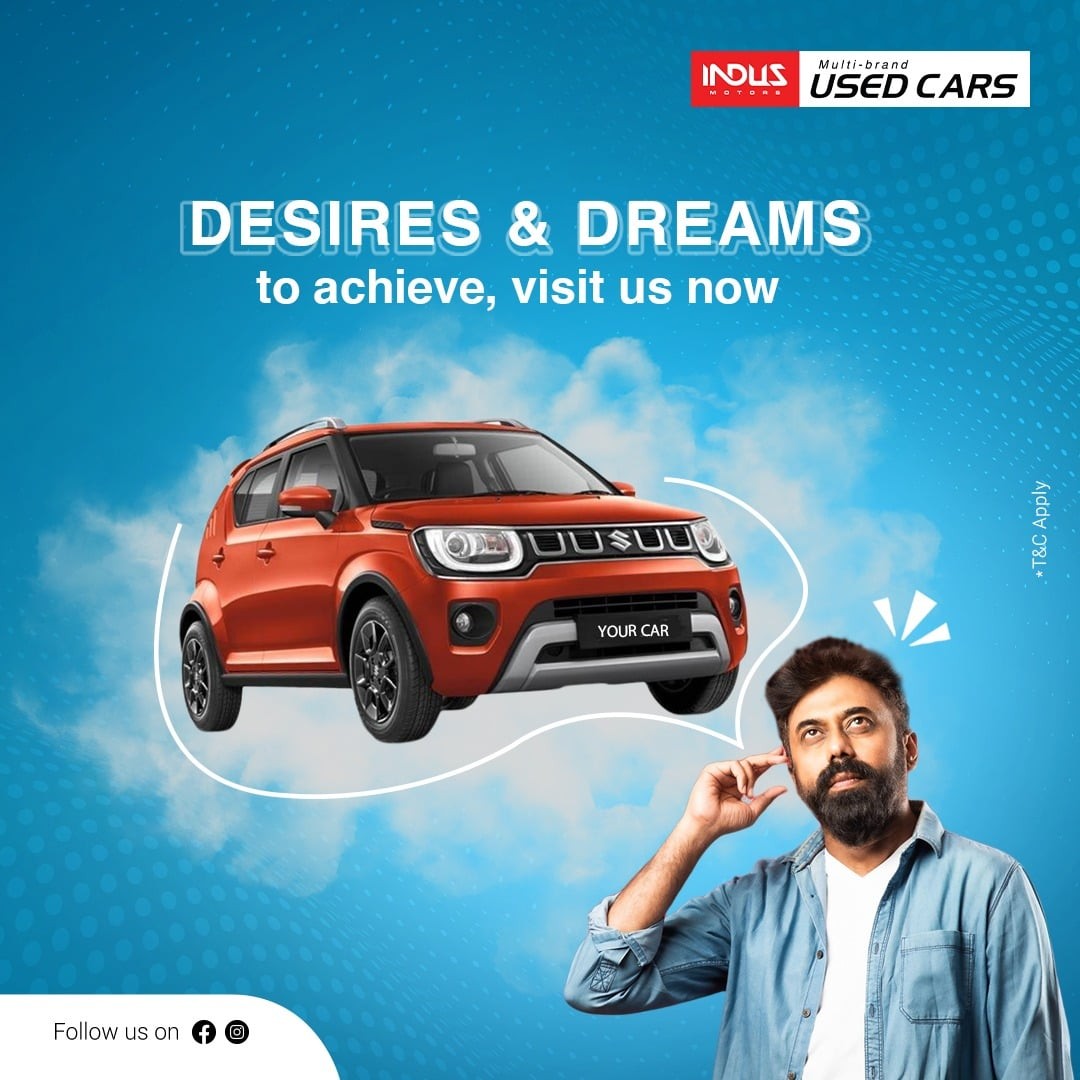 INDUS
MOTORS
Multi-brand
USED CARS
DESIRES & DREAMS
to achieve, visit us now
YOUR CAR
*T&C Apply
Follow us on